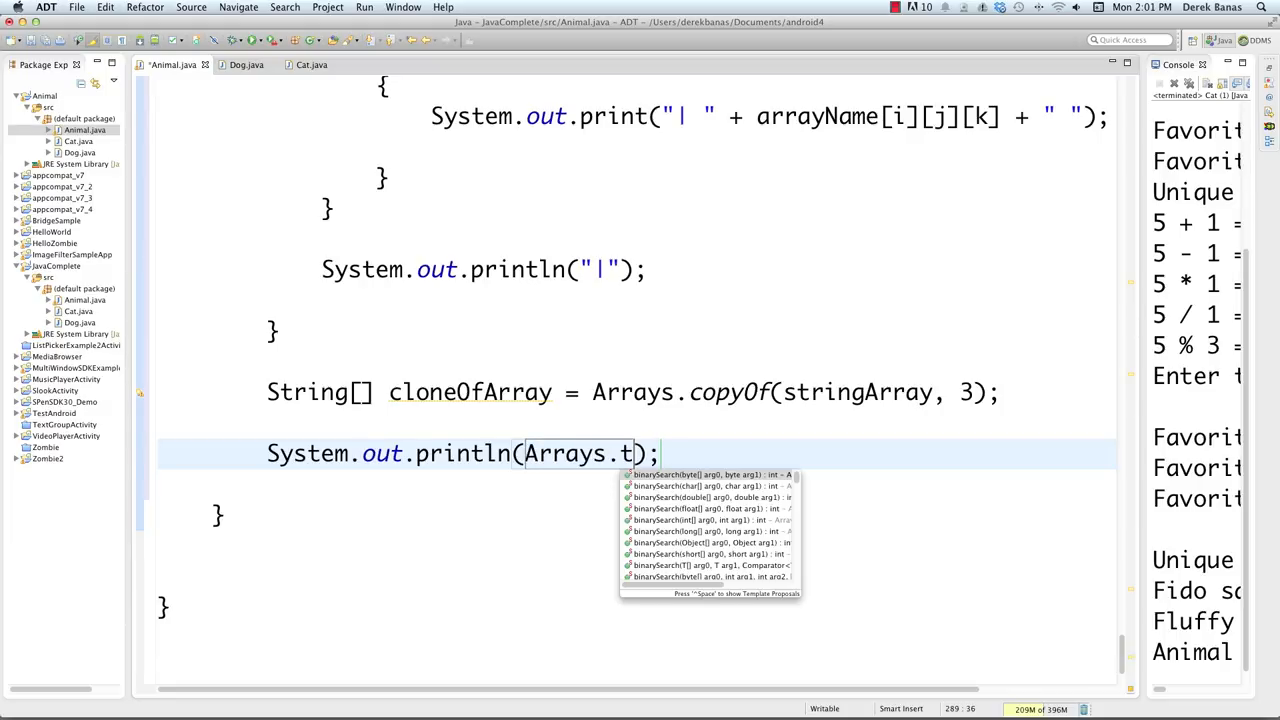 ADT File Edit Refactor Source Navigate Search Project Run Window Help
10 Mon 2:01 PM Derek Banas
Java - JavaComplete/src/Animal.java - ADT - /Users/derekbanas/Documents/android4
Quick Access Java DDMS
Package Exp
*Animal.java Dog.java Cat.java
Console
<terminated> Cat (1) [Java
Animal
src
(default package)
Animal.java
Cat.java
Dog.java
JRE System Library [Ja
appcompat_v7
appcompat_v7_2
appcompat_v7_3
appcompat_v7_4
BridgeSample
HelloWorld
HelloZombie
ImageFilterSampleApp
JavaComplete
src
(default package)
Animal.java
Cat.java
Dog.java
JRE System Library [Ja
ListPickerExample2Activi
MediaBrowser
MultiWindowSDKExample
MusicPlayerActivity
SlookActivity
SPenSDK30_Demo
TestAndroid
TextGroupActivity
VideoPlayerActivity
Zombie
Zombie2
{
System.out.print("| " + arrayName[i][j][k] + " ");
}
}
System.out.println("|");
}
String[] cloneOfArray = Arrays.copyOf(stringArray, 3);
System.out.println(Arrays.t);
binarySearch(byte[] arg0, byte arg1) : int - A
binarySearch(char[] arg0, char arg1) : int - A
binarySearch(double[] arg0, double arg1) : in
binarySearch(float[] arg0, float arg1) : int - A
binarySearch(int[] arg0, int arg1) : int - Array
binarySearch(long[] arg0, long arg1) : int - A
binarySearch(Object[] arg0, Object arg1) : int
binarySearch(short[] arg0, short arg1) : int -
binarySearch(T[] arg0, T arg1, Comparator<
binarySearch(byte[] arg0, int arg1, int arg2,
Press '^Space' to show Template Proposals
}
}
Favorit
Favorit
Unique
5 + 1 =
5 - 1 =
5 * 1 =
5 / 1 =
5 % 3 =
Enter t
Favorit
Favorit
Favorit
Unique
Fido sa
Fluffy
Animal
Writable Smart Insert 289 : 36 209M of 396M